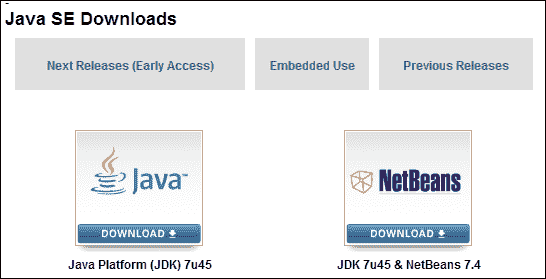 Java SE Downloads
Next Releases (Early Access)
Embedded Use
Previous Releases
Java™
NetBeans
DOWNLOAD
DOWNLOAD
Java Platform (JDK) 7u45
JDK 7u45 & NetBeans 7.4